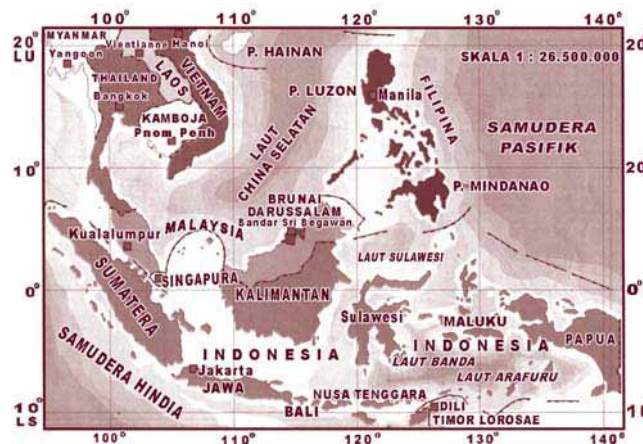 100° 110° 120° 130° 140°
20°
LU
MYANMAR
Yangoon
Vientianne
Hanoi
P. HAINAN
SKALA 1 : 26.500.000
20°
THAILAND
LAOS
VIETNAM
Bangkok
P. LUZON
Manila
FILIPINA
KAMBOJA
Pnom Penh
LAUT
CHINA SELATAN
SAMUDERA
PASIFIK
10°
20
BRUNAI
DARUSSALAM
Bandar Sri Begawan
P. MINDANAO
MALAYSIA
Kualalumpur
LAUT SULAWESI
SINGAPURA
SUMATERA
KALIMANTAN
0°
0°
Sulawesi
MALUKU
PAPUA
INDONESIA
INDONESIA
LAUT BANDA
SAMUDERA HINDIA
Jakarta
JAWA
LAUT ARAFURU
NUSA TENGGARA
BALI
DILI
TIMOR LOROSAE
10°
LS
10°
100° 110° 120° 130° 140°